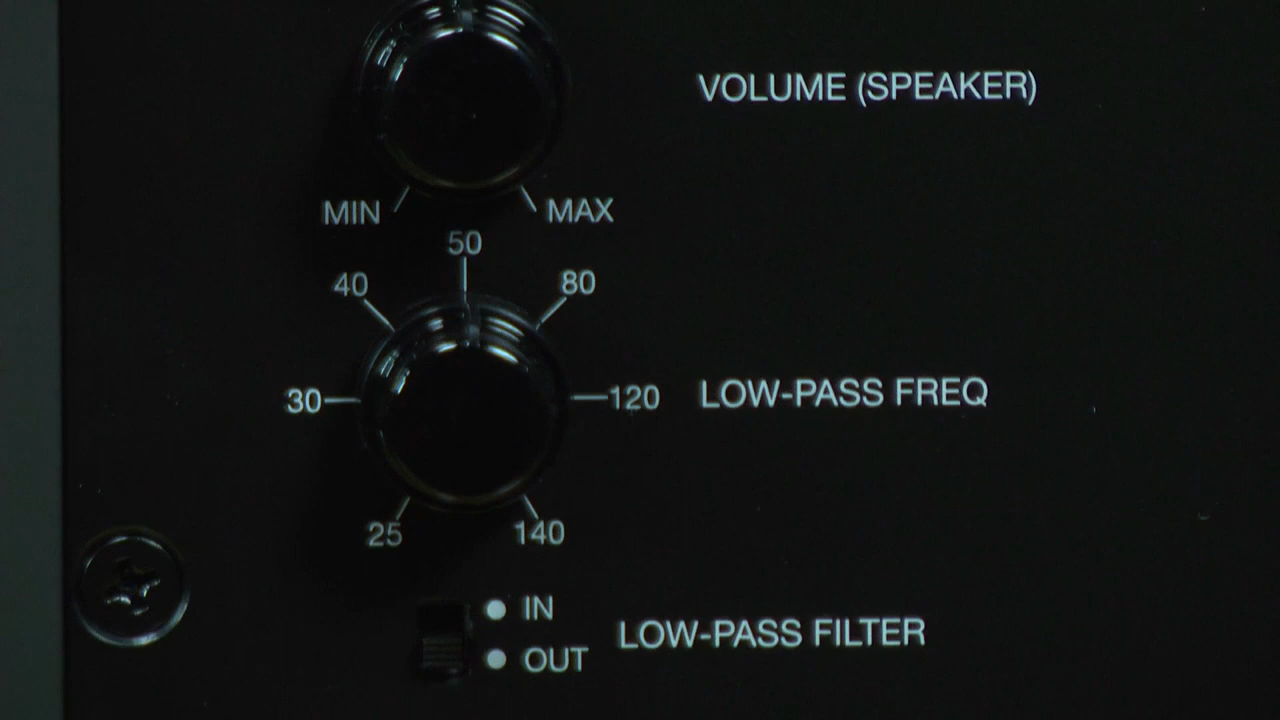 VOLUME (SPEAKER)
MIN MAX
50
40 80
30 120 LOW-PASS FREQ
25 140
IN
OUT
LOW-PASS FILTER